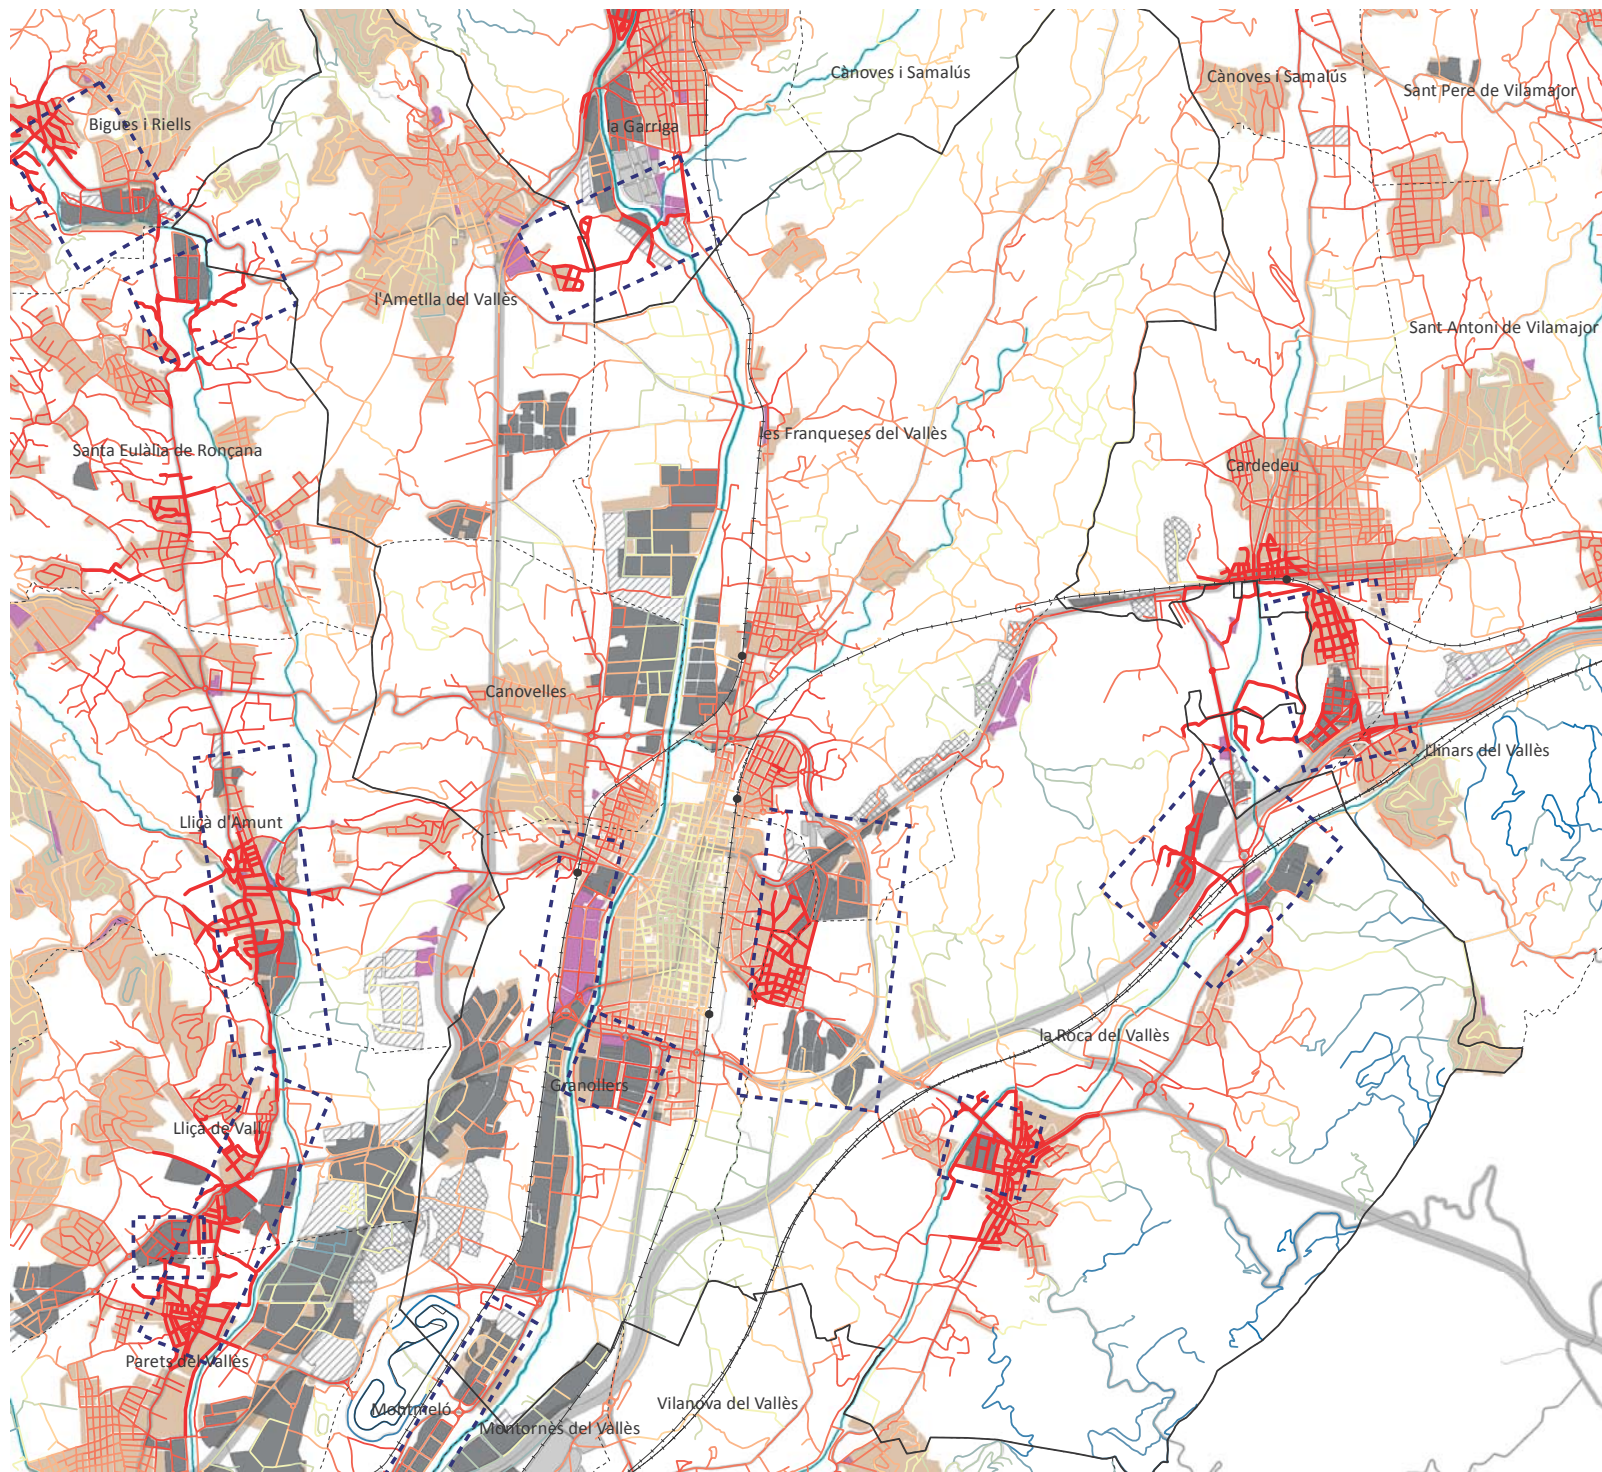 Cànoves i Samalús
Cànoves i Samalús
Sant Pere de Vilamajor
Bigues i Riells
la Garriga
l'Ametlla del Vallès
Sant Antoni de Vilamajor
les Franqueses del Vallès
Santa Eulàlia de Ronçana
Cardedeu
Canovelles
Llinars del Vallès
Lliçà d'Amunt
la Roca del Vallès
Granollers
Lliçà de Vall
Parets del Vallès
Montmeló
Vilanova del Vallès
Montornès del Vallès